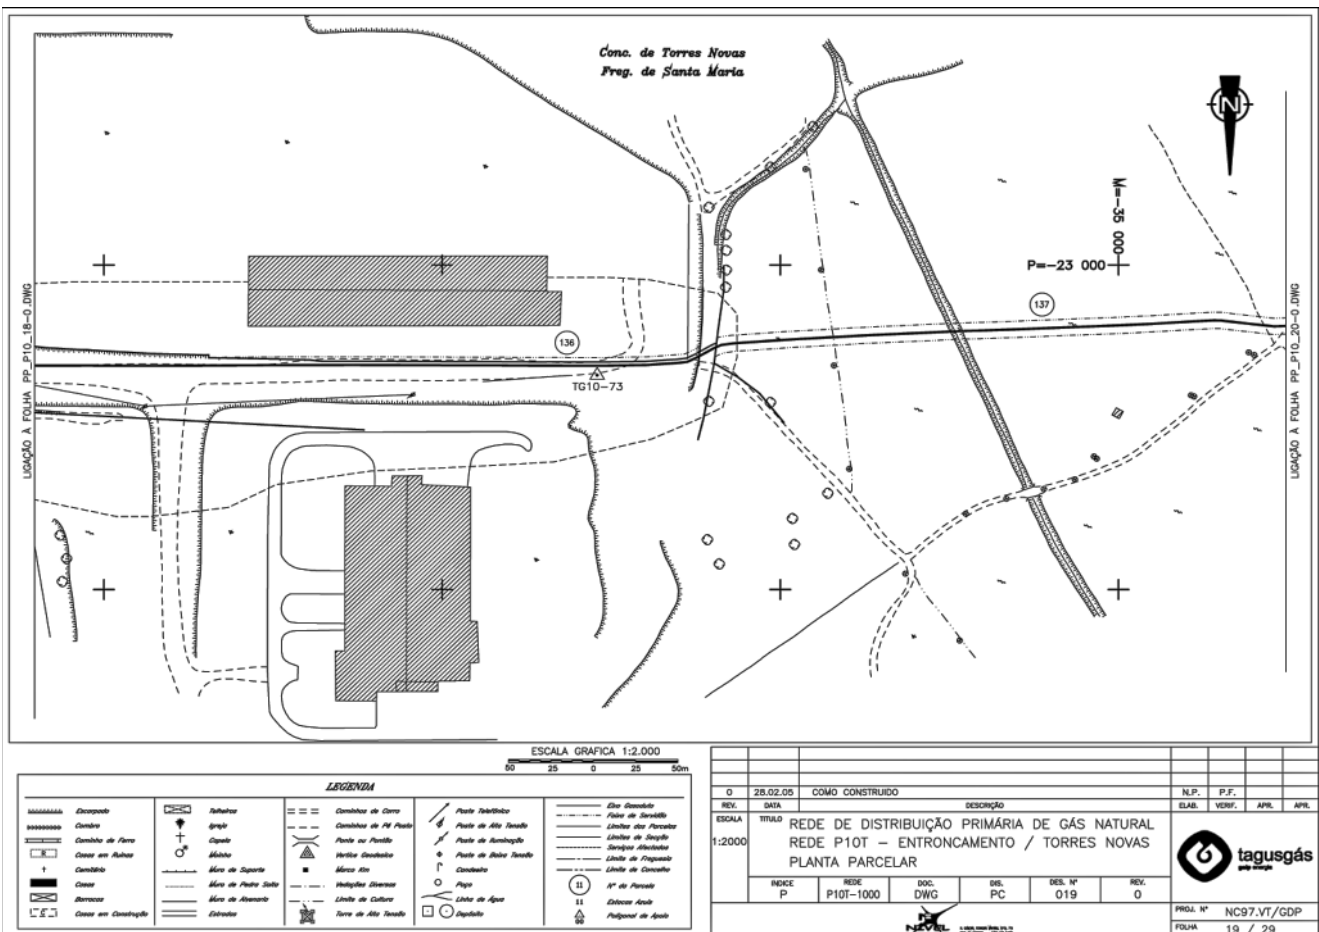 Conc. de Torres Novas
Freg. de Santa Maria
N
M=-35 000
P=-23 000
137
136
TG10-73
LIGAÇÃO À FOLHA PP_P10_18-0.DWG
LIGAÇÃO À FOLHA PP_P10_20-0.DWG
ESCALA GRAFICA 1:2.000
50 25 0 25 50m
LEGENDA
Escarpado
Combro
Caminho de Ferro
R Casas em Ruinas
Cemitério
Casas
Barracas
Casas em Construção
Telheiros
Igreja
Capela
Moinho
Muro de Suporte
Muro de Pedra Solta
Muro de Alvenaria
Estradas
Caminhos de Carro
Caminhos de Pé Posto
Ponte ou Pontão
Vertice Geodesico
Marco Km
Vedações Diversas
Limite de Cultura
Torre de Alta Tensão
Poste Telefónico
Poste de Alta Tensão
Poste de Iluminação
Poste de Baixa Tensão
Candeeiro
Poço
Linha de Água
Depósito
Eixo Gasoduto
Faixa de Servidão
Limites das Parcelas
Limites de Secção
Serviços Afectados
Limite de Freguesia
Limite de Concelho
11 Nº da Parcela
11 Estacas Azuis
Poligonal de Apoio
0 28.02.05 COMO CONSTRUIDO N.P. P.F.
REV. DATA DESCRIÇÃO ELAB. VERIF. APR. APR.
ESCALA
1:2000
TITULO
REDE DE DISTRIBUIÇÃO PRIMÁRIA DE GÁS NATURAL
REDE P10T - ENTRONCAMENTO / TORRES NOVAS
PLANTA PARCELAR
INDICE REDE DOC. DIS. DES. Nº REV.
P P10T-1000 DWG PC 019 0
tagusgás
galp energia
PROJ. Nº NC97.VT/GDP
FOLHA 19 / 29
NIVEL